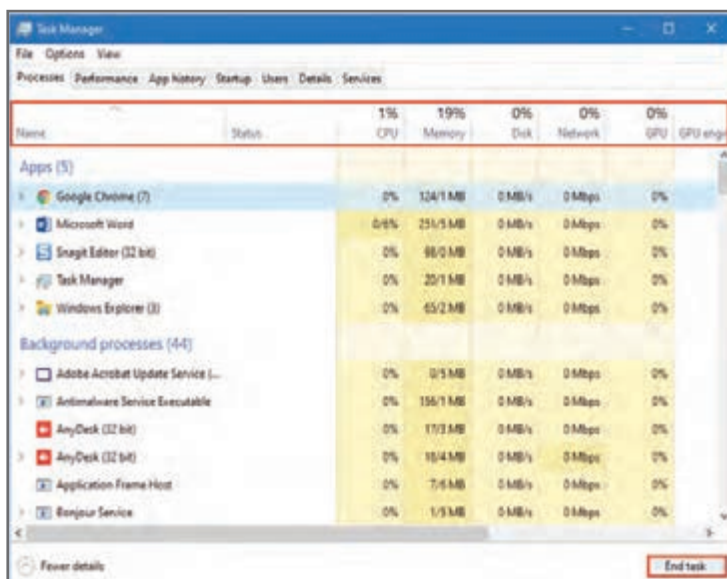 Task Manager
File Options View
Processes Performance App history Startup Users Details Services
1% 19% 0% 0% 0%
Name Status CPU Memory Disk Network GPU GPU engi
Apps (5)
Google Chrome (7) 0% 124/1 MB 0 MB/s 0 Mbps 0%
Microsoft Word 0/6% 251/5 MB 0 MB/s 0 Mbps 0%
Snagit Editor (32 bit) 0% 98/0 MB 0 MB/s 0 Mbps 0%
Task Manager 0% 20/1 MB 0 MB/s 0 Mbps 0%
Windows Explorer (3) 0% 65/2 MB 0 MB/s 0 Mbps 0%
Background processes (44)
Adobe Acrobat Update Service (... 0% 0/5 MB 0 MB/s 0 Mbps 0%
Antimalware Service Executable 0% 156/1 MB 0 MB/s 0 Mbps 0%
AnyDesk (32 bit) 0% 17/3 MB 0 MB/s 0 Mbps 0%
AnyDesk (32 bit) 0% 18/4 MB 0 MB/s 0 Mbps 0%
Application Frame Host 0% 7/6 MB 0 MB/s 0 Mbps 0%
Bonjour Service 0% 1/5 MB 0 MB/s 0 Mbps 0%
Fewer details End task